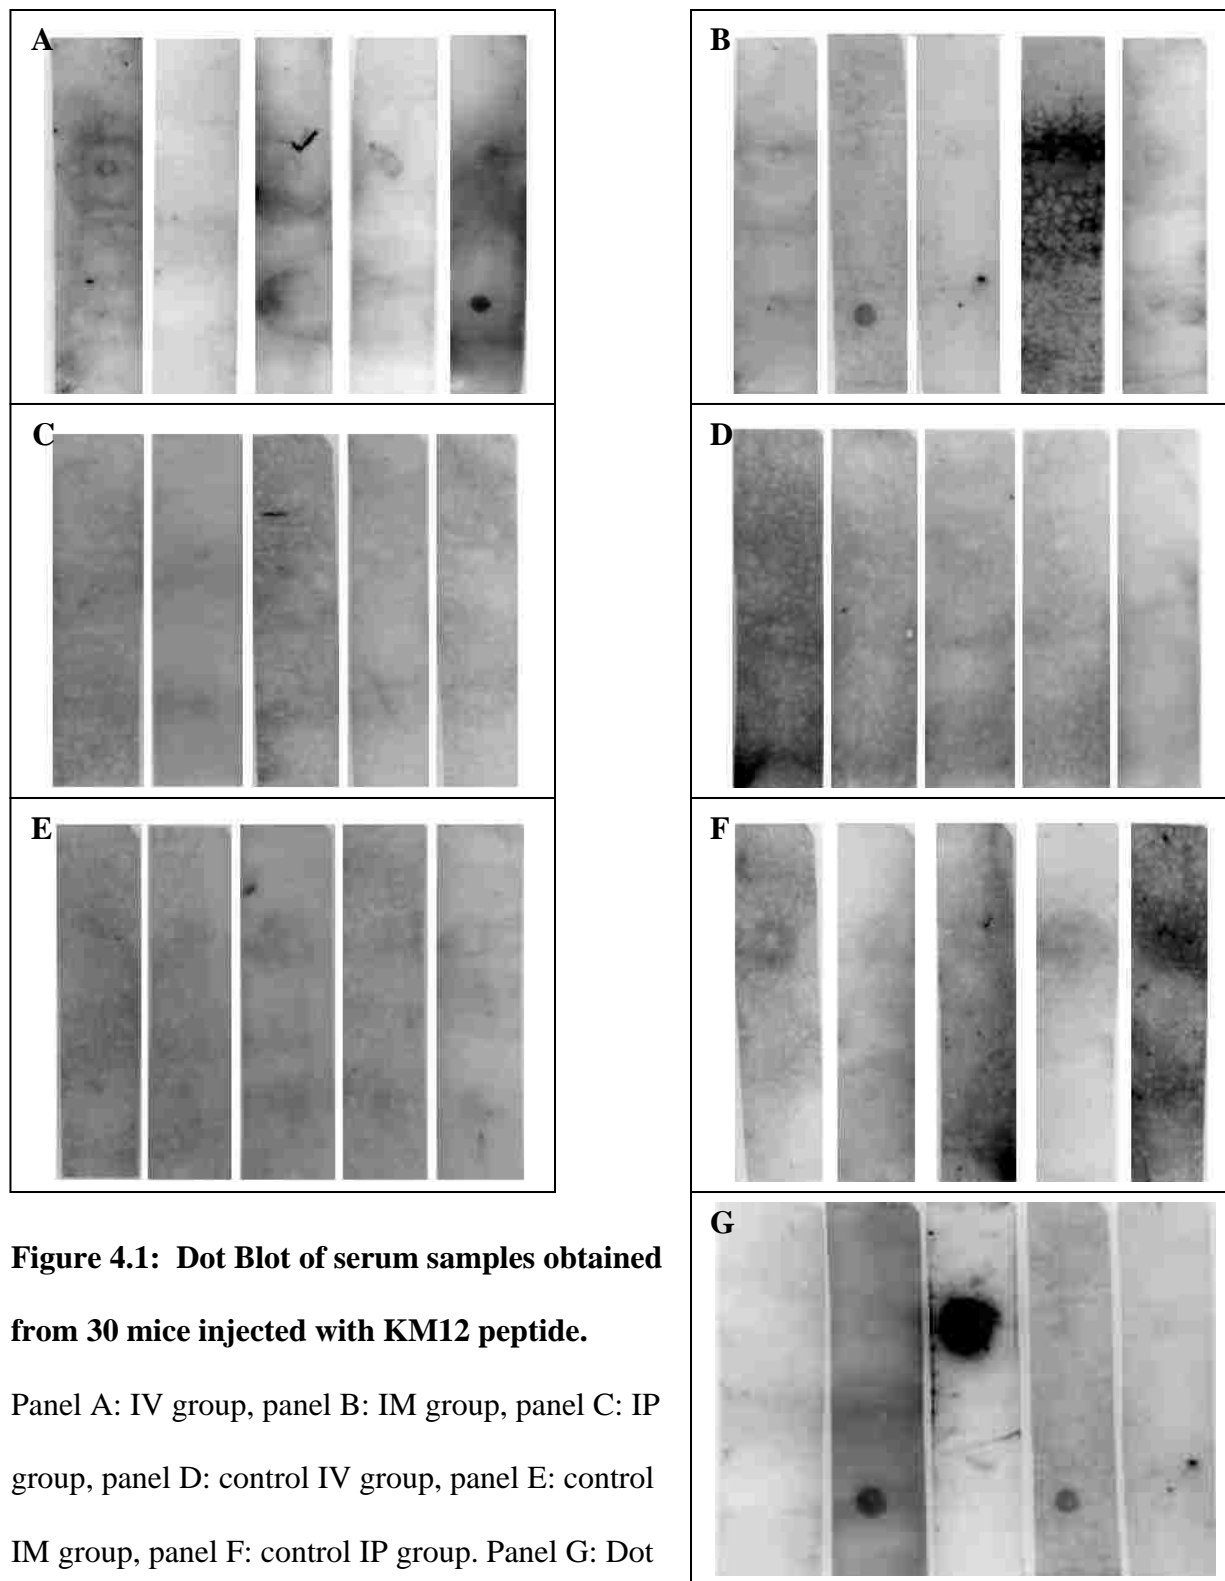 A
B
C
D
E
F
G
Figure 4.1: Dot Blot of serum samples obtained
from 30 mice injected with KM12 peptide.
Panel A: IV group, panel B: IM group, panel C: IP
group, panel D: control IV group, panel E: control
IM group, panel F: control IP group. Panel G: Dot